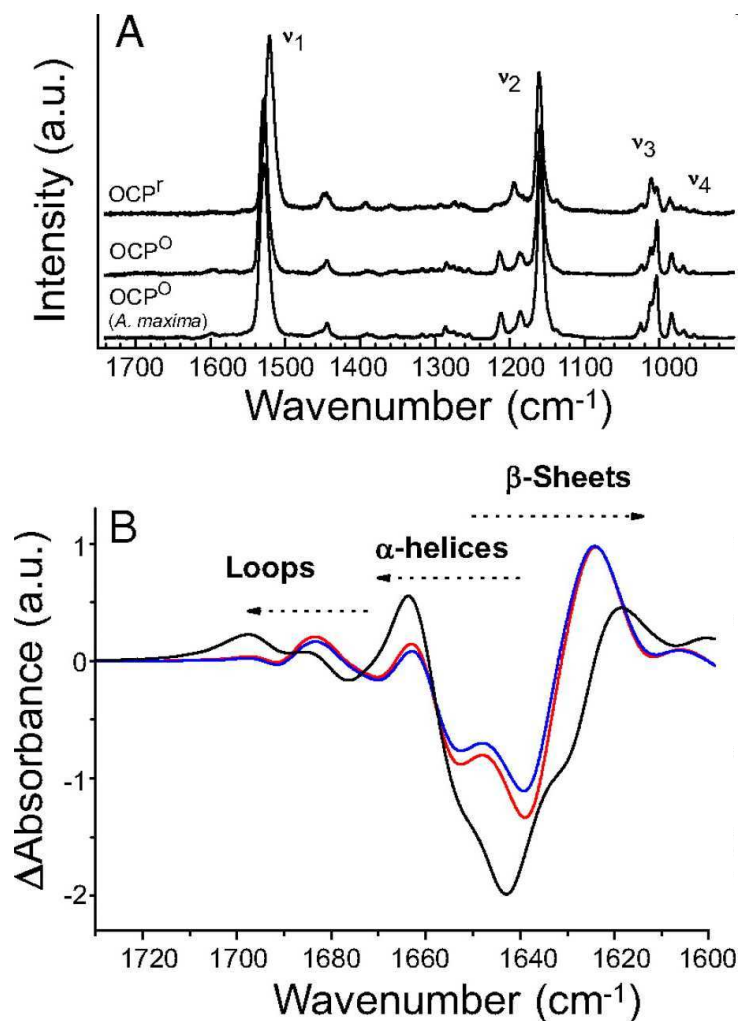 A
ν1
ν2
ν3
ν4
Intensity (a.u.)
OCPr
OCPO
OCPO
(A. maxima)
1700 1600 1500 1400 1300 1200 1100 1000
Wavenumber (cm-1)
B
β-Sheets
α-helices
Loops
1
0
-1
-2
ΔAbsorbance (a.u.)
1720 1700 1680 1660 1640 1620 1600
Wavenumber (cm-1)